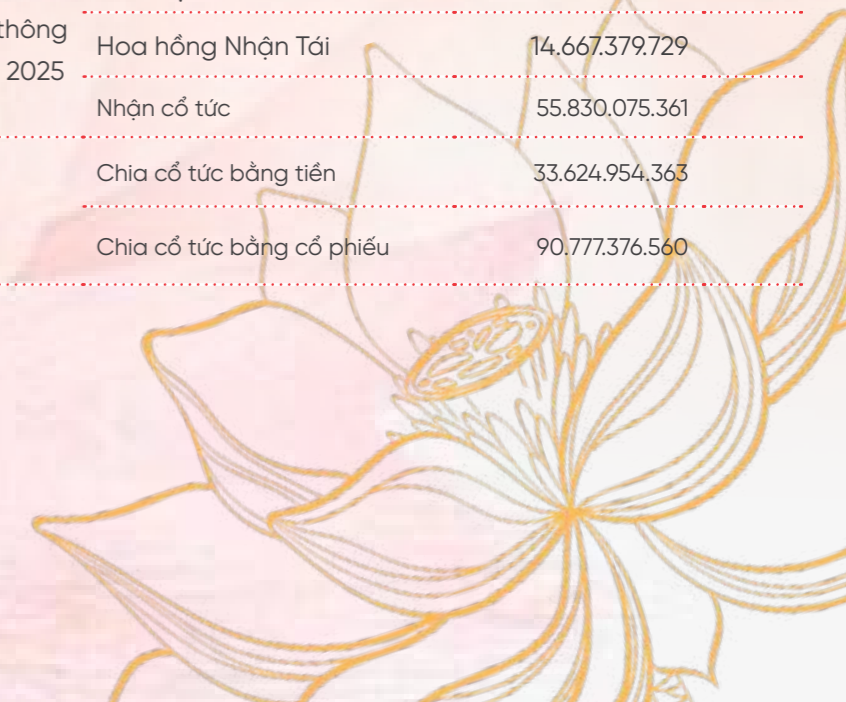 thông
2025
Hoa hồng Nhận Tái 14.667.379.729
Nhận cổ tức 55.830.075.361
Chia cổ tức bằng tiền 33.624.954.363
Chia cổ tức bằng cổ phiếu 90.777.376.560